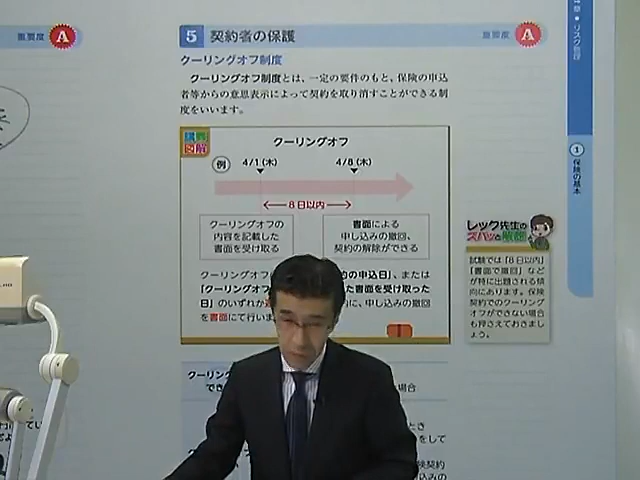 重要度 A
5 契約者の保護
重要度 A
クーリングオフ制度
クーリングオフ制度とは、一定の要件のもと、保険の申込
者等からの意思表示によって契約を取り消すことができる制
度をいいます。
講義図解
クーリングオフ
例
4/1(木)
4/8(木)
8日以内
クーリングオフの
内容を記載した
書面を受け取る
書面による
申し込みの撤回、
契約の解除ができる
クーリングオフ
約の申込日」、または
「クーリング
た書面を受け取った
日」のいずれか
に、申し込みの撤回
を書面にて行いま
クーリング
でき
場合
とき
をして
険契約
込みの
リスク管理
1 保険の基本
レック先生の
ズバッと解説
試験では「8日以内」
「書面で撤回」など
が特に出題される傾
向にあります。保険
契約でのクーリング
オフができない場合
も押さえておきまし
ょう。